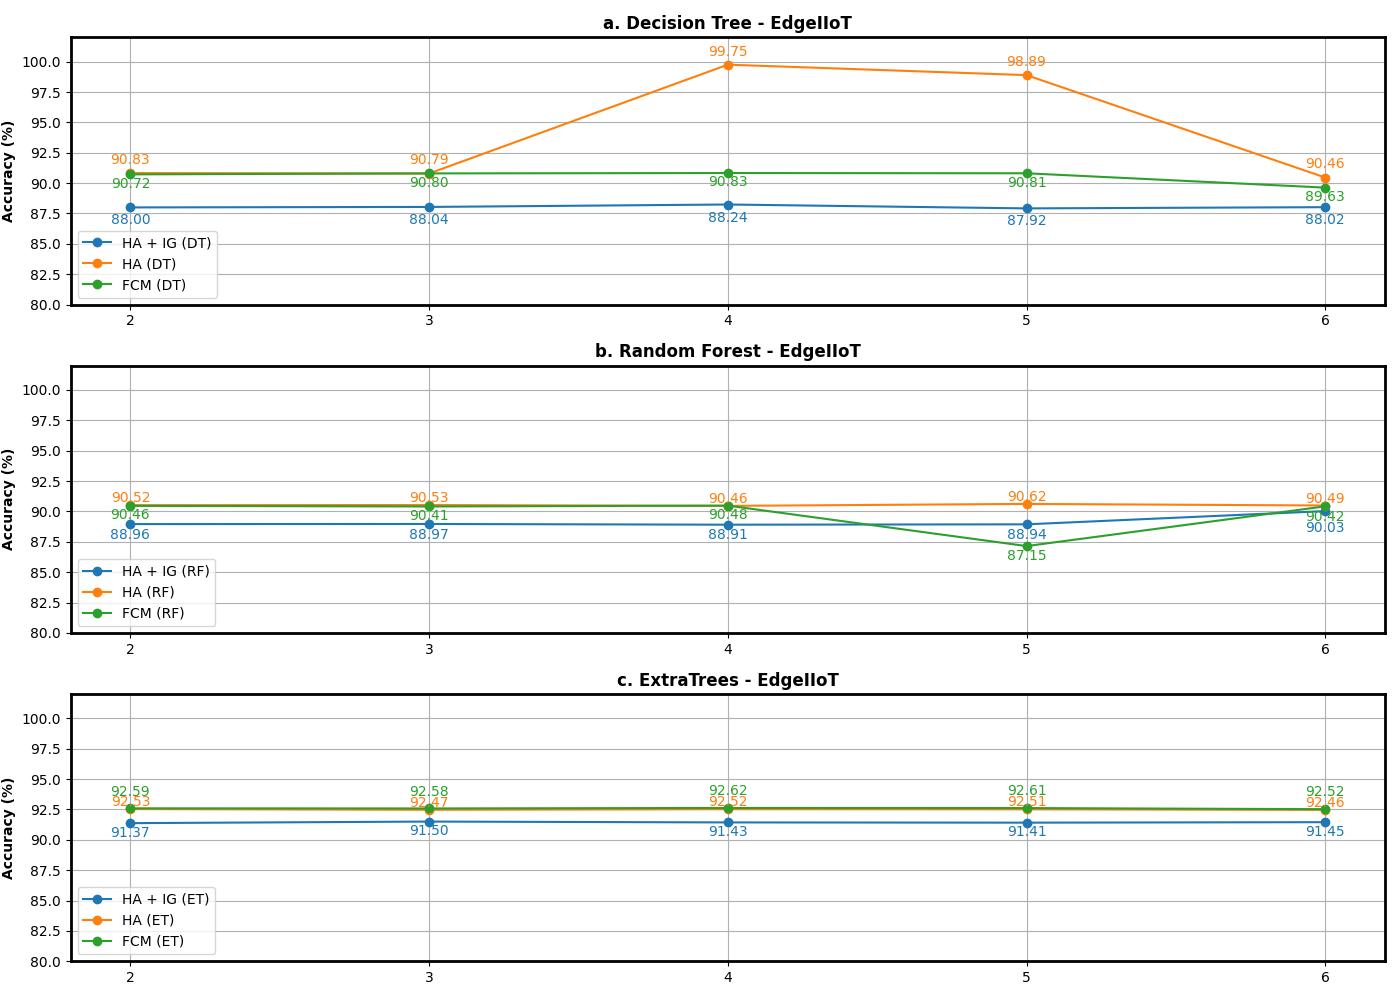 a. Decision Tree - EdgeIIoT
Accuracy (%)
100.0
97.5
95.0
92.5
90.0
87.5
85.0
82.5
80.0
90.83 90.79 99.75 98.89 90.46
90.72 90.80 90.83 90.81 89.63
88.00 88.04 88.24 87.92 88.02
HA + IG (DT)
HA (DT)
FCM (DT)
2 3 4 5 6
b. Random Forest - EdgeIIoT
Accuracy (%)
100.0
97.5
95.0
92.5
90.0
87.5
85.0
82.5
80.0
90.52 90.53 90.46 90.62 90.49
90.46 90.41 90.48 87.15 90.42
88.96 88.97 88.91 88.94 90.03
HA + IG (RF)
HA (RF)
FCM (RF)
2 3 4 5 6
c. ExtraTrees - EdgeIIoT
Accuracy (%)
100.0
97.5
95.0
92.5
90.0
87.5
85.0
82.5
80.0
92.59 92.58 92.62 92.61 92.52
92.53 92.47 92.52 92.51 92.46
91.37 91.50 91.43 91.41 91.45
HA + IG (ET)
HA (ET)
FCM (ET)
2 3 4 5 6